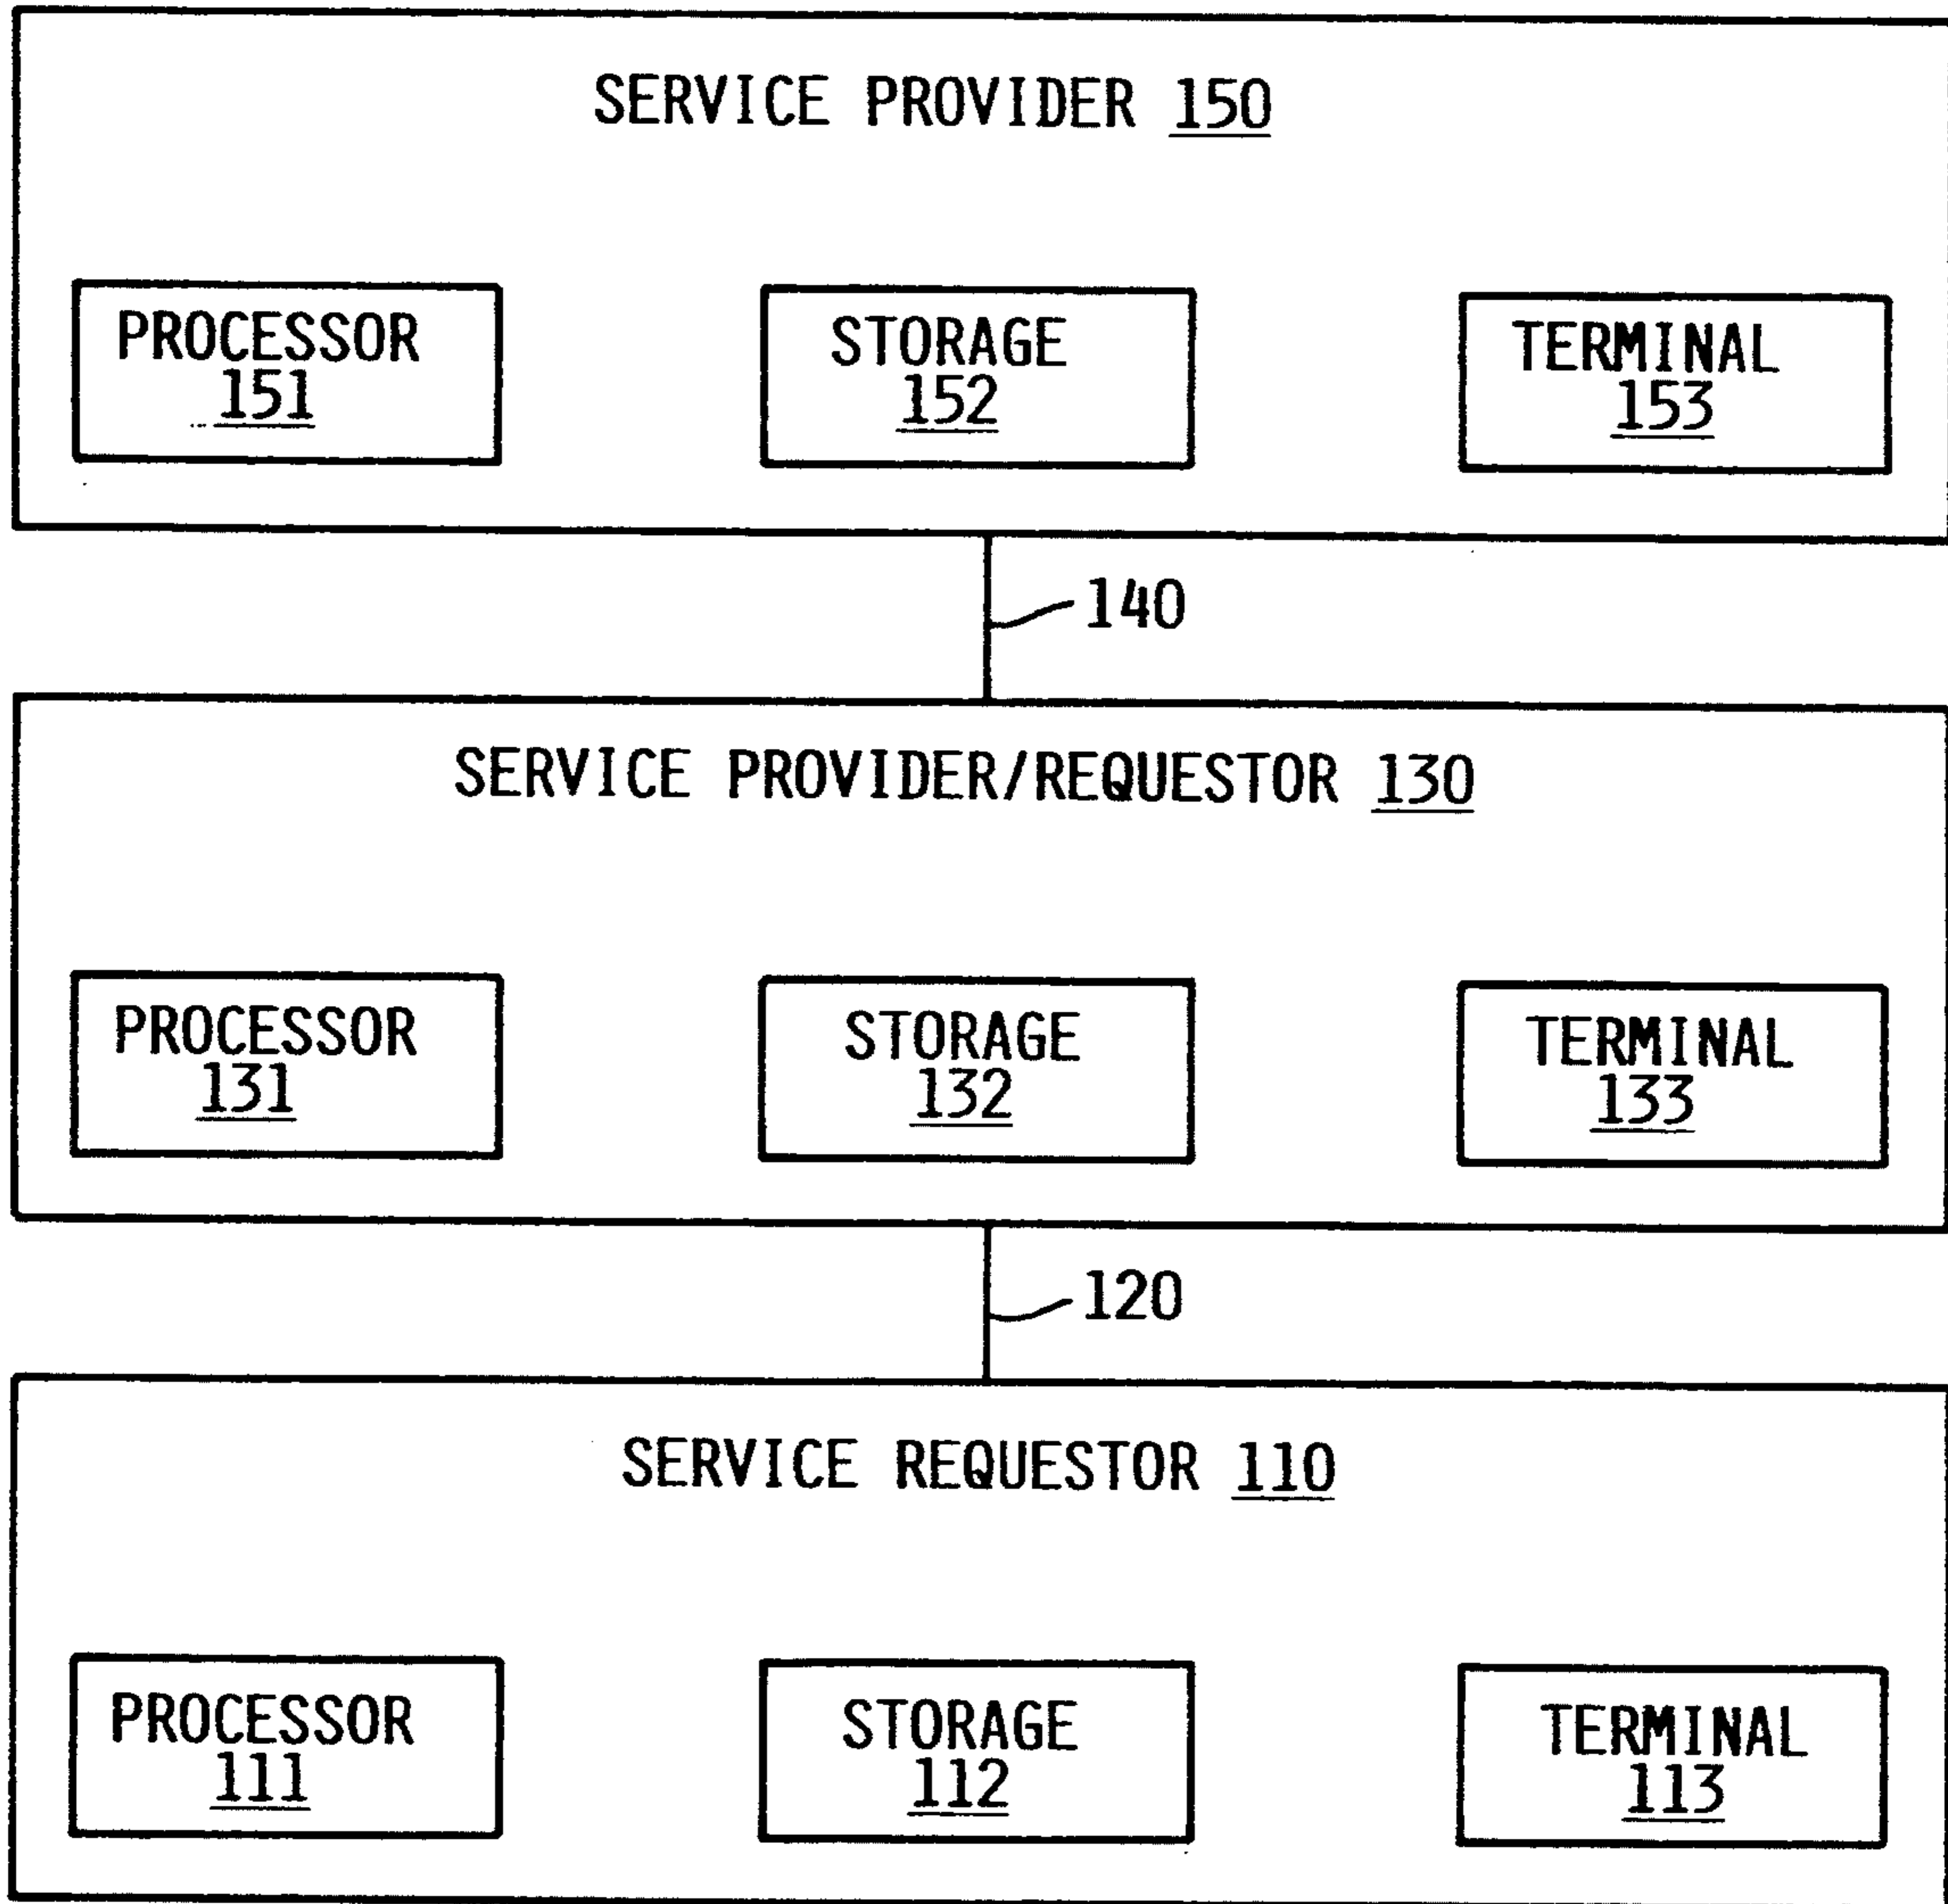 SERVICE PROVIDER 150
PROCESSOR
151
STORAGE
152
TERMINAL
153
140
SERVICE PROVIDER/REQUESTOR 130
PROCESSOR
131
STORAGE
132
TERMINAL
133
120
SERVICE REQUESTOR 110
PROCESSOR
111
STORAGE
112
TERMINAL
113